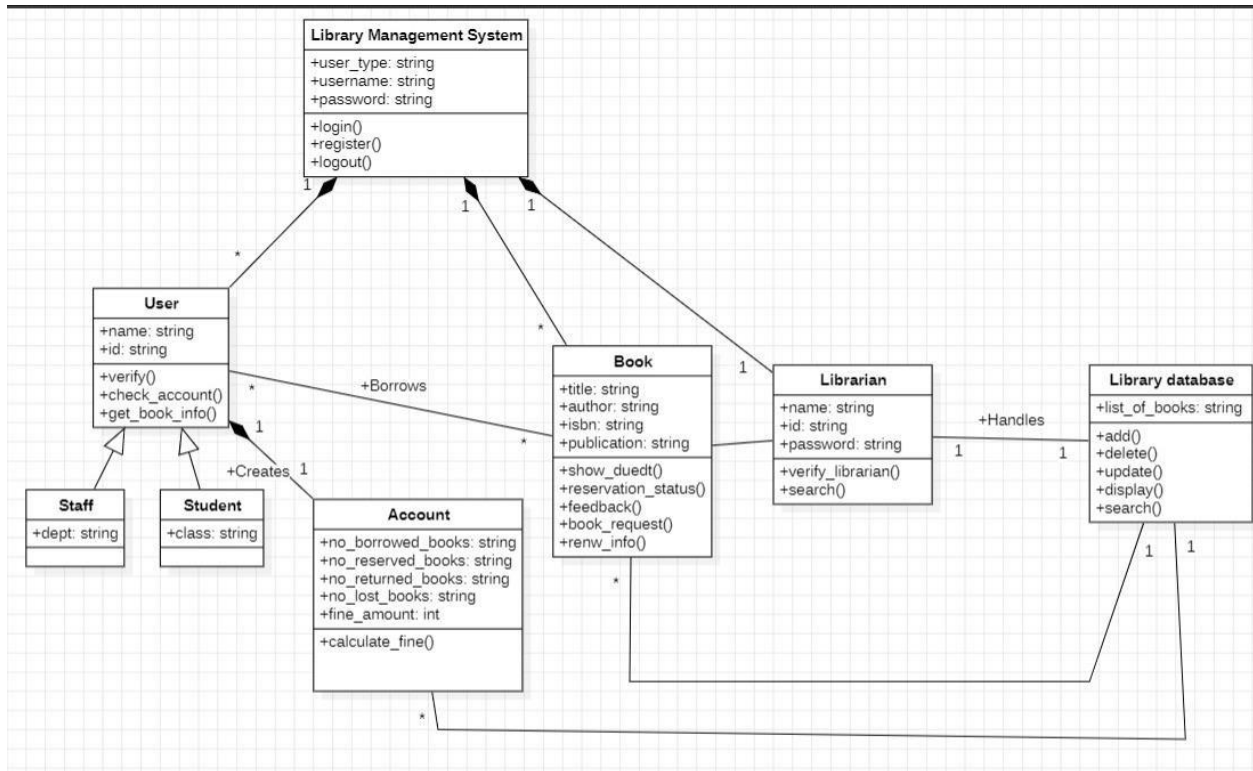 Library Management System
+user_type: string
+username: string
+password: string
+login()
+register()
+logout()
1
1
1
*
*
1
User
+name: string
+id: string
+verify()
+check_account()
+get_book_info()
*
+Borrows
*
1
+Creates
1
Book
+title: string
+author: string
+isbn: string
+publication: string
+show_duedt()
+reservation_status()
+feedback()
+book_request()
+renw_info()
*
Librarian
+name: string
+id: string
+password: string
+verify_librarian()
+search()
+Handles
1
1
Library database
+list_of_books: string
+add()
+delete()
+update()
+display()
+search()
1
1
Staff
+dept: string
Student
+class: string
Account
+no_borrowed_books: string
+no_reserved_books: string
+no_returned_books: string
+no_lost_books: string
+fine_amount: int
+calculate_fine()
*